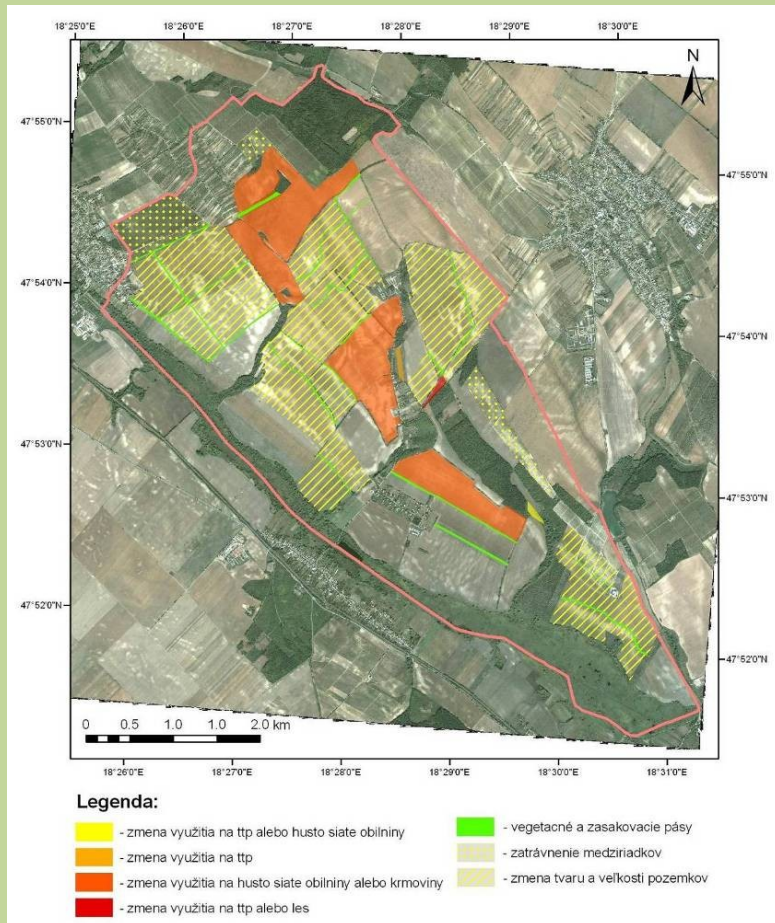 18°25'0"E 18°26'0"E 18°27'0"E 18°28'0"E 18°29'0"E 18°30'0"E
N
47°55'0"N
47°55'0"N
47°54'0"N
47°54'0"N
47°53'0"N
47°53'0"N
47°52'0"N
47°52'0"N
0 0.5 1.0 1.0 2.0 km
18°26'0"E 18°27'0"E 18°28'0"E 18°29'0"E 18°30'0"E 18°31'0"E
Legenda:
- zmena využitia na ttp alebo husto siate obilniny
- zmena využitia na ttp
- zmena využitia na husto siate obilniny alebo krmoviny
- zmena využitia na ttp alebo les
- vegetacné a zasakovacie pásy
- zatrávnenie medziriadkov
- zmena tvaru a veľkosti pozemkov